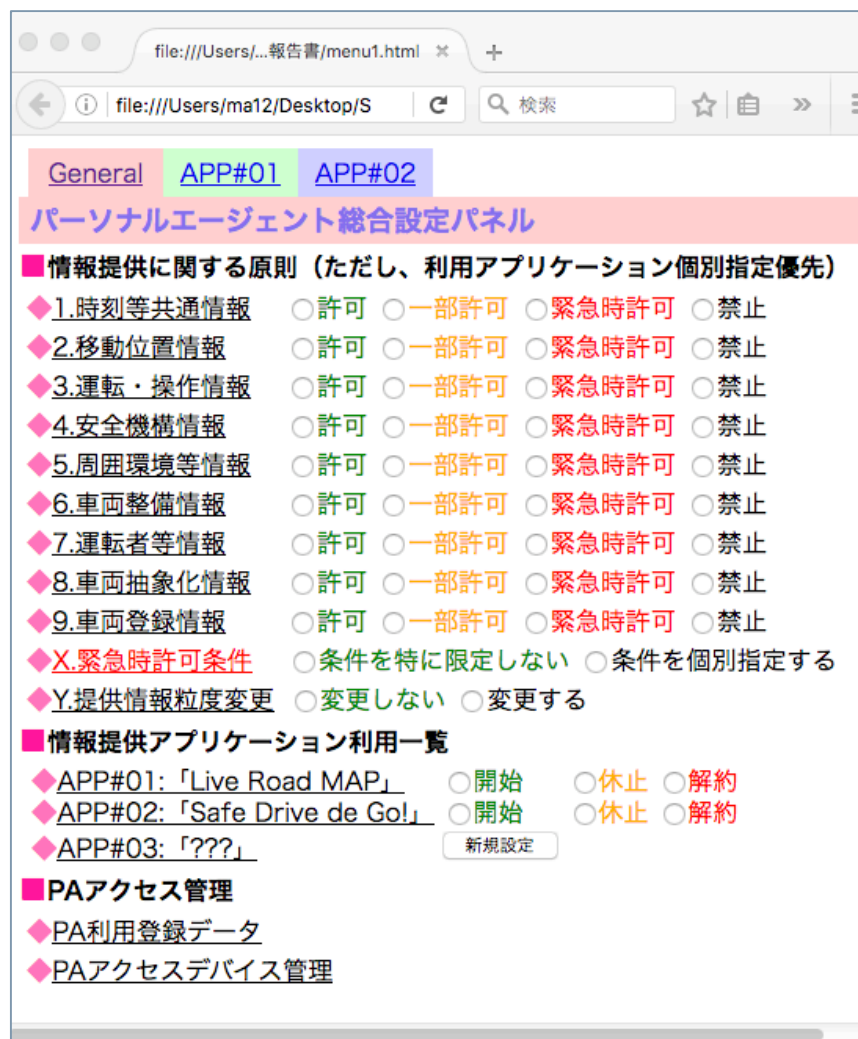 file:///Users/...報告書/menu1.html ×  +
file:///Users/ma12/Desktop/S 検索
General APP#01 APP#02
パーソナルエージェント総合設定パネル
■情報提供に関する原則（ただし、利用アプリケーション個別指定優先）
◆1.時刻等共通情報 ○許可 ○一部許可 ○緊急時許可 ○禁止
◆2.移動位置情報 ○許可 ○一部許可 ○緊急時許可 ○禁止
◆3.運転・操作情報 ○許可 ○一部許可 ○緊急時許可 ○禁止
◆4.安全機構情報 ○許可 ○一部許可 ○緊急時許可 ○禁止
◆5.周囲環境等情報 ○許可 ○一部許可 ○緊急時許可 ○禁止
◆6.車両整備情報 ○許可 ○一部許可 ○緊急時許可 ○禁止
◆7.運転者等情報 ○許可 ○一部許可 ○緊急時許可 ○禁止
◆8.車両抽象化情報 ○許可 ○一部許可 ○緊急時許可 ○禁止
◆9.車両登録情報 ○許可 ○一部許可 ○緊急時許可 ○禁止
◆X.緊急時許可条件 ○条件を特に限定しない ○条件を個別指定する
◆Y.提供情報粒度変更 ○変更しない ○変更する
■情報提供アプリケーション利用一覧
◆APP#01:「Live Road MAP」 ○開始 ○休止 ○解約
◆APP#02:「Safe Drive de Go!」 ○開始 ○休止 ○解約
◆APP#03:「???」 新規設定
■PAアクセス管理
◆PA利用登録データ
◆PAアクセスデバイス管理